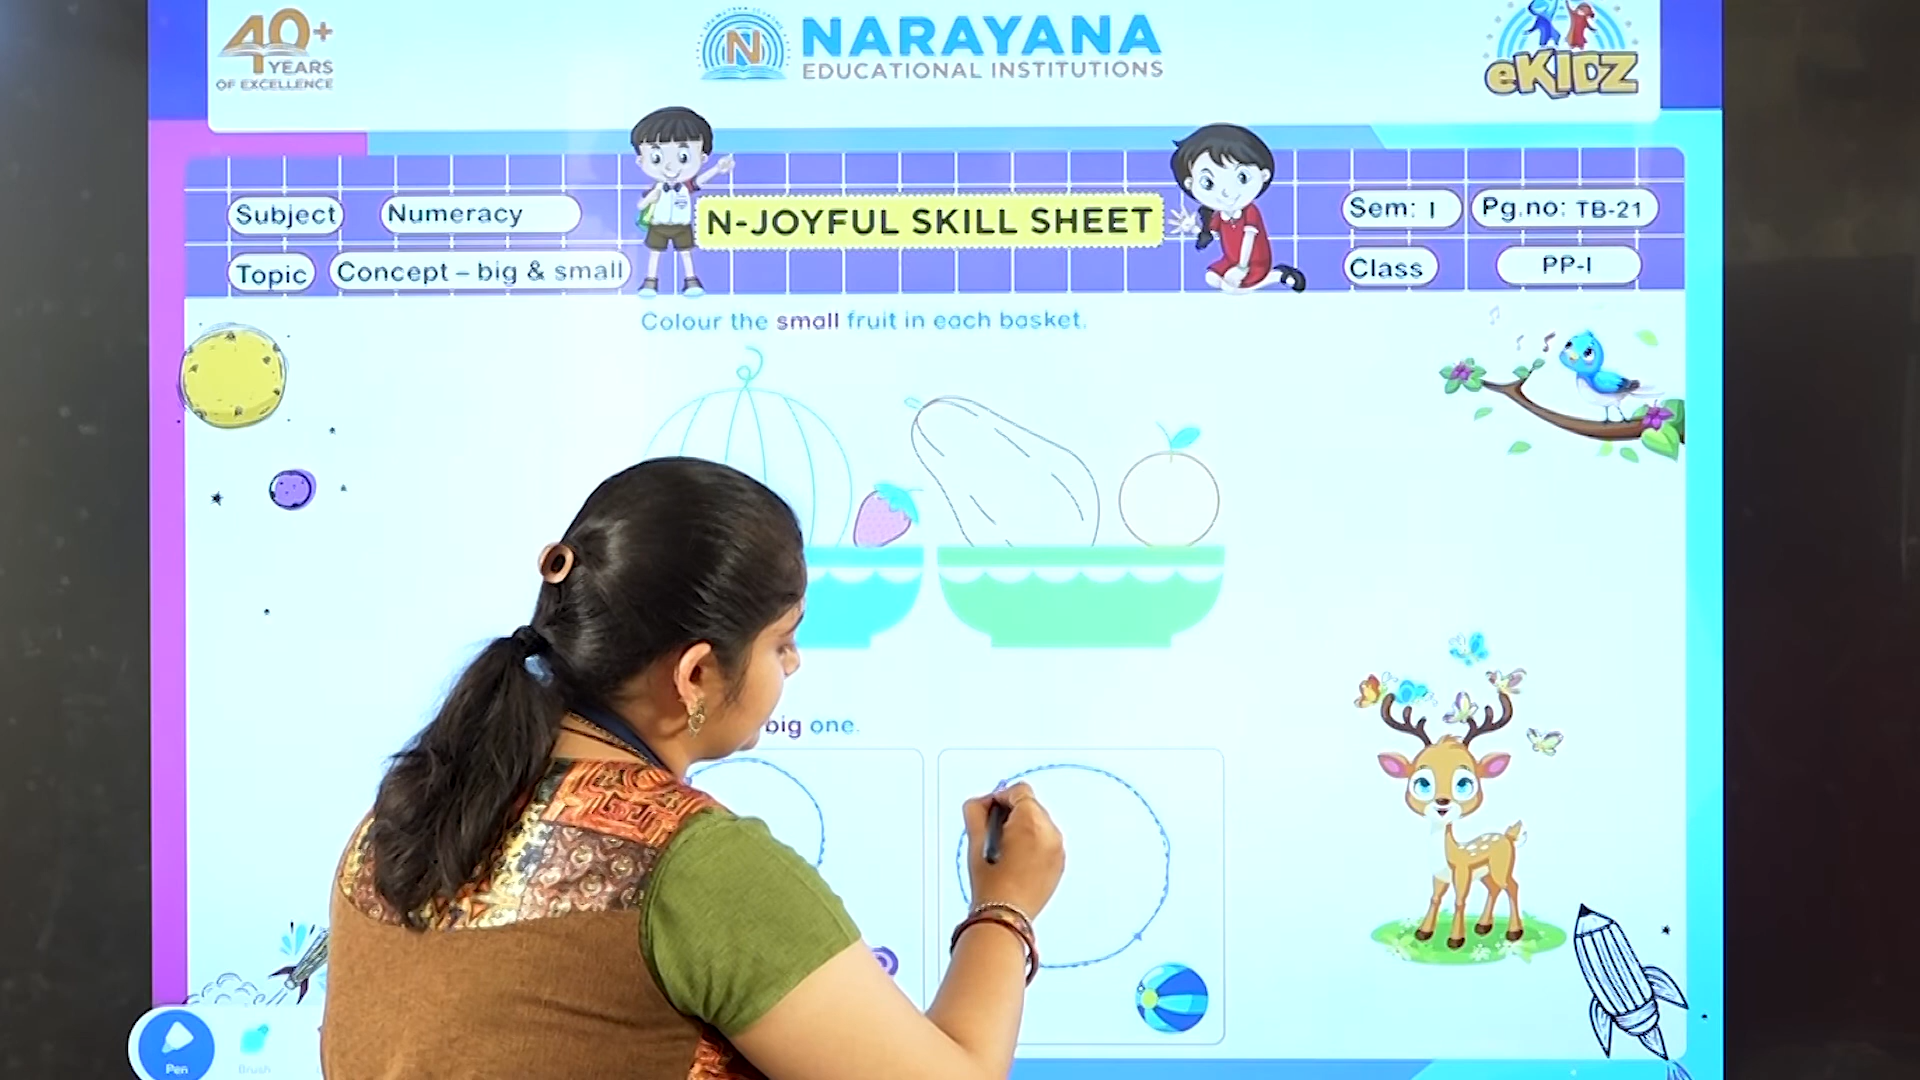 40+
YEARS
OF EXCELLENCE
N
NARAYANA
EDUCATIONAL INSTITUTIONS
eKIDZ
Subject Numeracy
N-JOYFUL SKILL SHEET
Sem: I Pg.no: TB-21
Topic Concept – big & small
Class PP-I
Colour the small fruit in each basket.
big one.
Pen
Brush